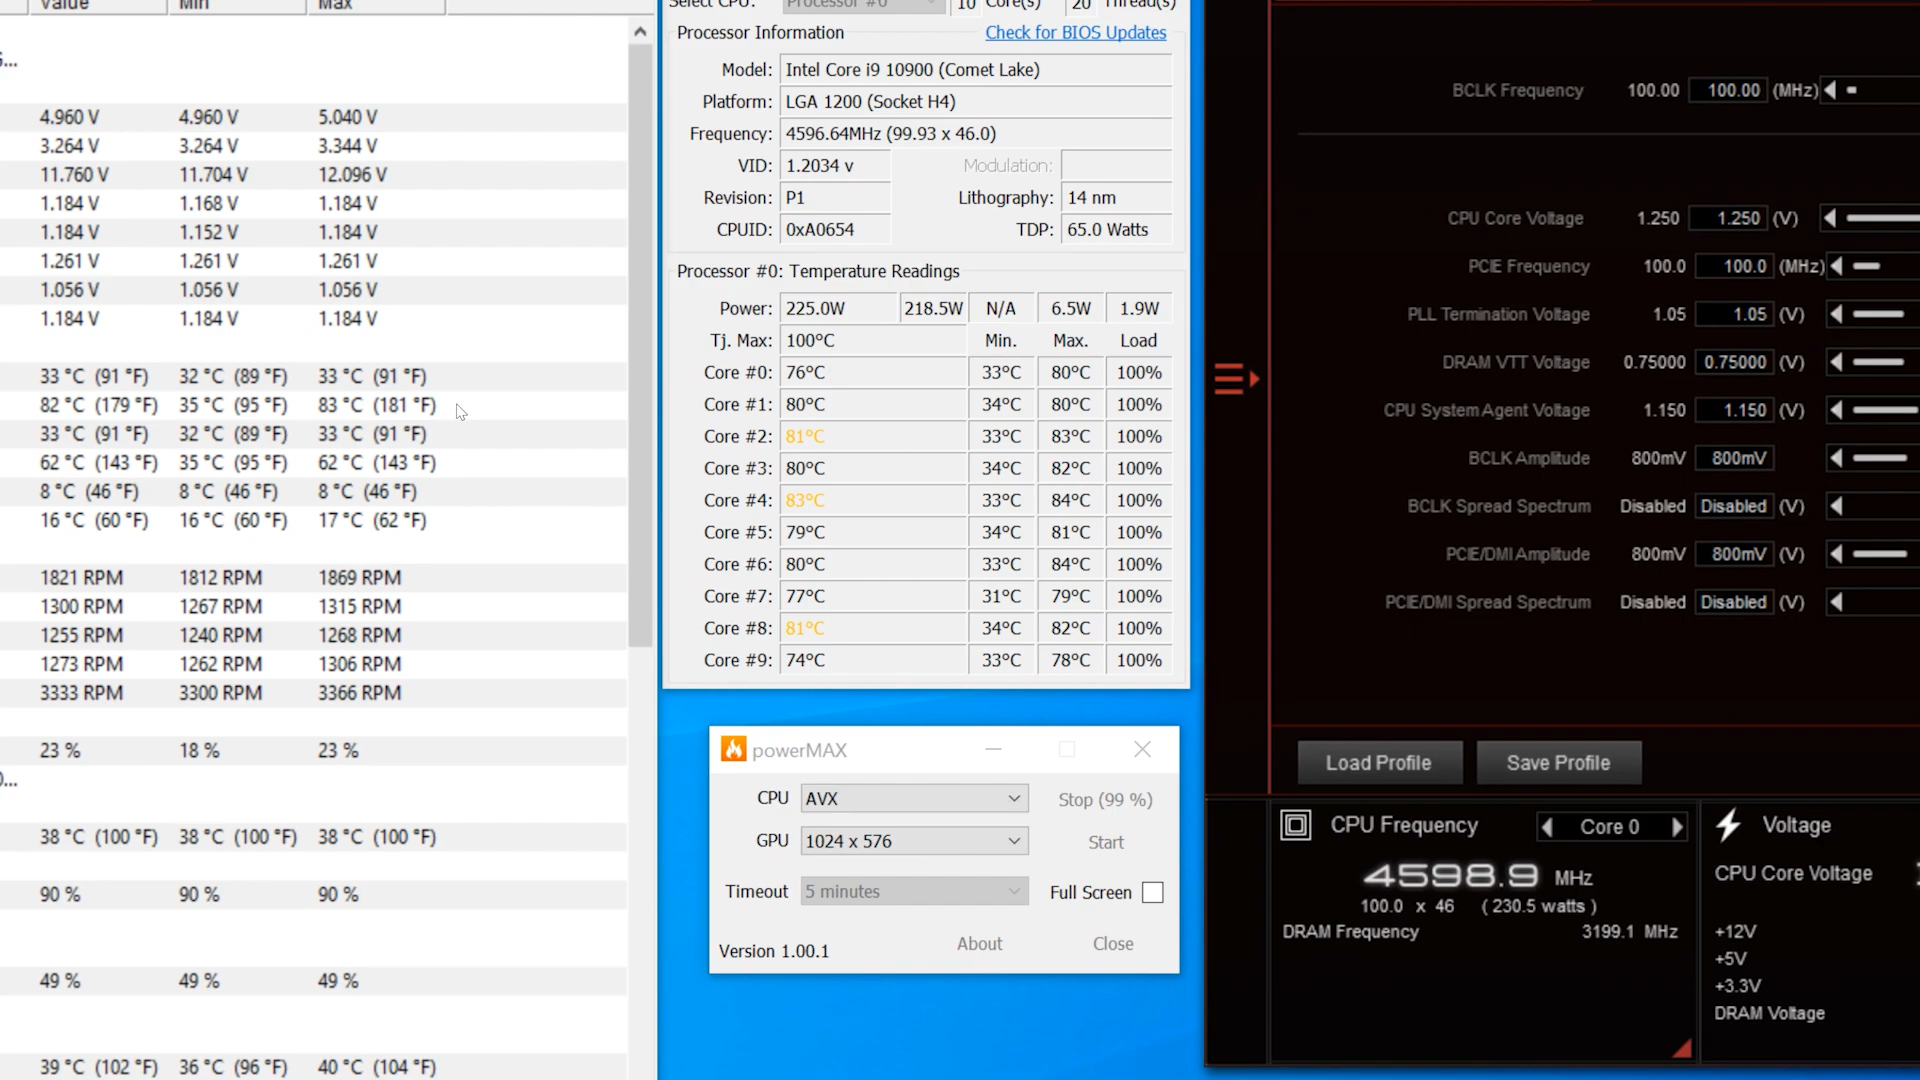 Value Min Max
4.960 V 4.960 V 5.040 V
3.264 V 3.264 V 3.344 V
11.760 V 11.704 V 12.096 V
1.184 V 1.168 V 1.184 V
1.184 V 1.152 V 1.184 V
1.261 V 1.261 V 1.261 V
1.056 V 1.056 V 1.056 V
1.184 V 1.184 V 1.184 V
33 °C (91 °F) 32 °C (89 °F) 33 °C (91 °F)
82 °C (179 °F) 35 °C (95 °F) 83 °C (181 °F)
33 °C (91 °F) 32 °C (89 °F) 33 °C (91 °F)
62 °C (143 °F) 35 °C (95 °F) 62 °C (143 °F)
8 °C (46 °F) 8 °C (46 °F) 8 °C (46 °F)
16 °C (60 °F) 16 °C (60 °F) 17 °C (62 °F)
1821 RPM 1812 RPM 1869 RPM
1300 RPM 1267 RPM 1315 RPM
1255 RPM 1240 RPM 1268 RPM
1273 RPM 1262 RPM 1306 RPM
3333 RPM 3300 RPM 3366 RPM
23 % 18 % 23 %
38 °C (100 °F) 38 °C (100 °F) 38 °C (100 °F)
90 % 90 % 90 %
49 % 49 % 49 %
39 °C (102 °F) 36 °C (96 °F) 40 °C (104 °F)
Select CPU: Processor #0 10 Core(s) 20 Thread(s)
Processor Information Check for BIOS Updates
Model: Intel Core i9 10900 (Comet Lake)
Platform: LGA 1200 (Socket H4)
Frequency: 4596.64MHz (99.93 x 46.0)
VID: 1.2034 v Modulation:
Revision: P1 Lithography: 14 nm
CPUID: 0xA0654 TDP: 65.0 Watts
Processor #0: Temperature Readings
Power: 225.0W 218.5W N/A 6.5W 1.9W
Tj. Max: 100°C Min. Max. Load
Core #0: 76°C 33°C 80°C 100%
Core #1: 80°C 34°C 80°C 100%
Core #2: 81°C 33°C 83°C 100%
Core #3: 80°C 34°C 82°C 100%
Core #4: 83°C 33°C 84°C 100%
Core #5: 79°C 34°C 81°C 100%
Core #6: 80°C 33°C 84°C 100%
Core #7: 77°C 31°C 79°C 100%
Core #8: 81°C 34°C 82°C 100%
Core #9: 74°C 33°C 78°C 100%
powerMAX
CPU AVX Stop (99 %)
GPU 1024 x 576 Start
Timeout 5 minutes Full Screen
Version 1.00.1 About Close
BCLK Frequency 100.00 100.00 (MHz)
CPU Core Voltage 1.250 1.250 (V)
PCIE Frequency 100.0 100.0 (MHz)
PLL Termination Voltage 1.05 1.05 (V)
DRAM VTT Voltage 0.75000 0.75000 (V)
CPU System Agent Voltage 1.150 1.150 (V)
BCLK Amplitude 800mV 800mV
BCLK Spread Spectrum Disabled Disabled (V)
PCIE/DMI Amplitude 800mV 800mV (V)
PCIE/DMI Spread Spectrum Disabled Disabled (V)
Load Profile Save Profile
CPU Frequency Core 0
4598.9 MHz
100.0 x 46 ( 230.5 watts )
DRAM Frequency 3199.1 MHz
Voltage
CPU Core Voltage
+12V
+5V
+3.3V
DRAM Voltage